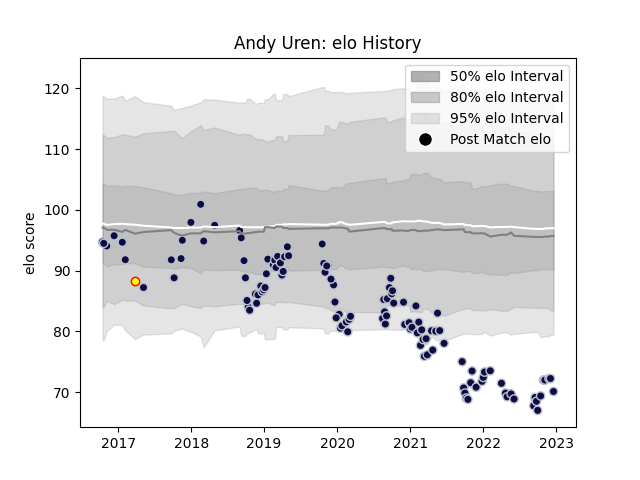 Andy Uren: elo History
50% elo Interval
80% elo Interval
95% elo Interval
Post Match elo
elo score
120
110
100
90
80
70
2017 2018 2019 2020 2021 2022 2023